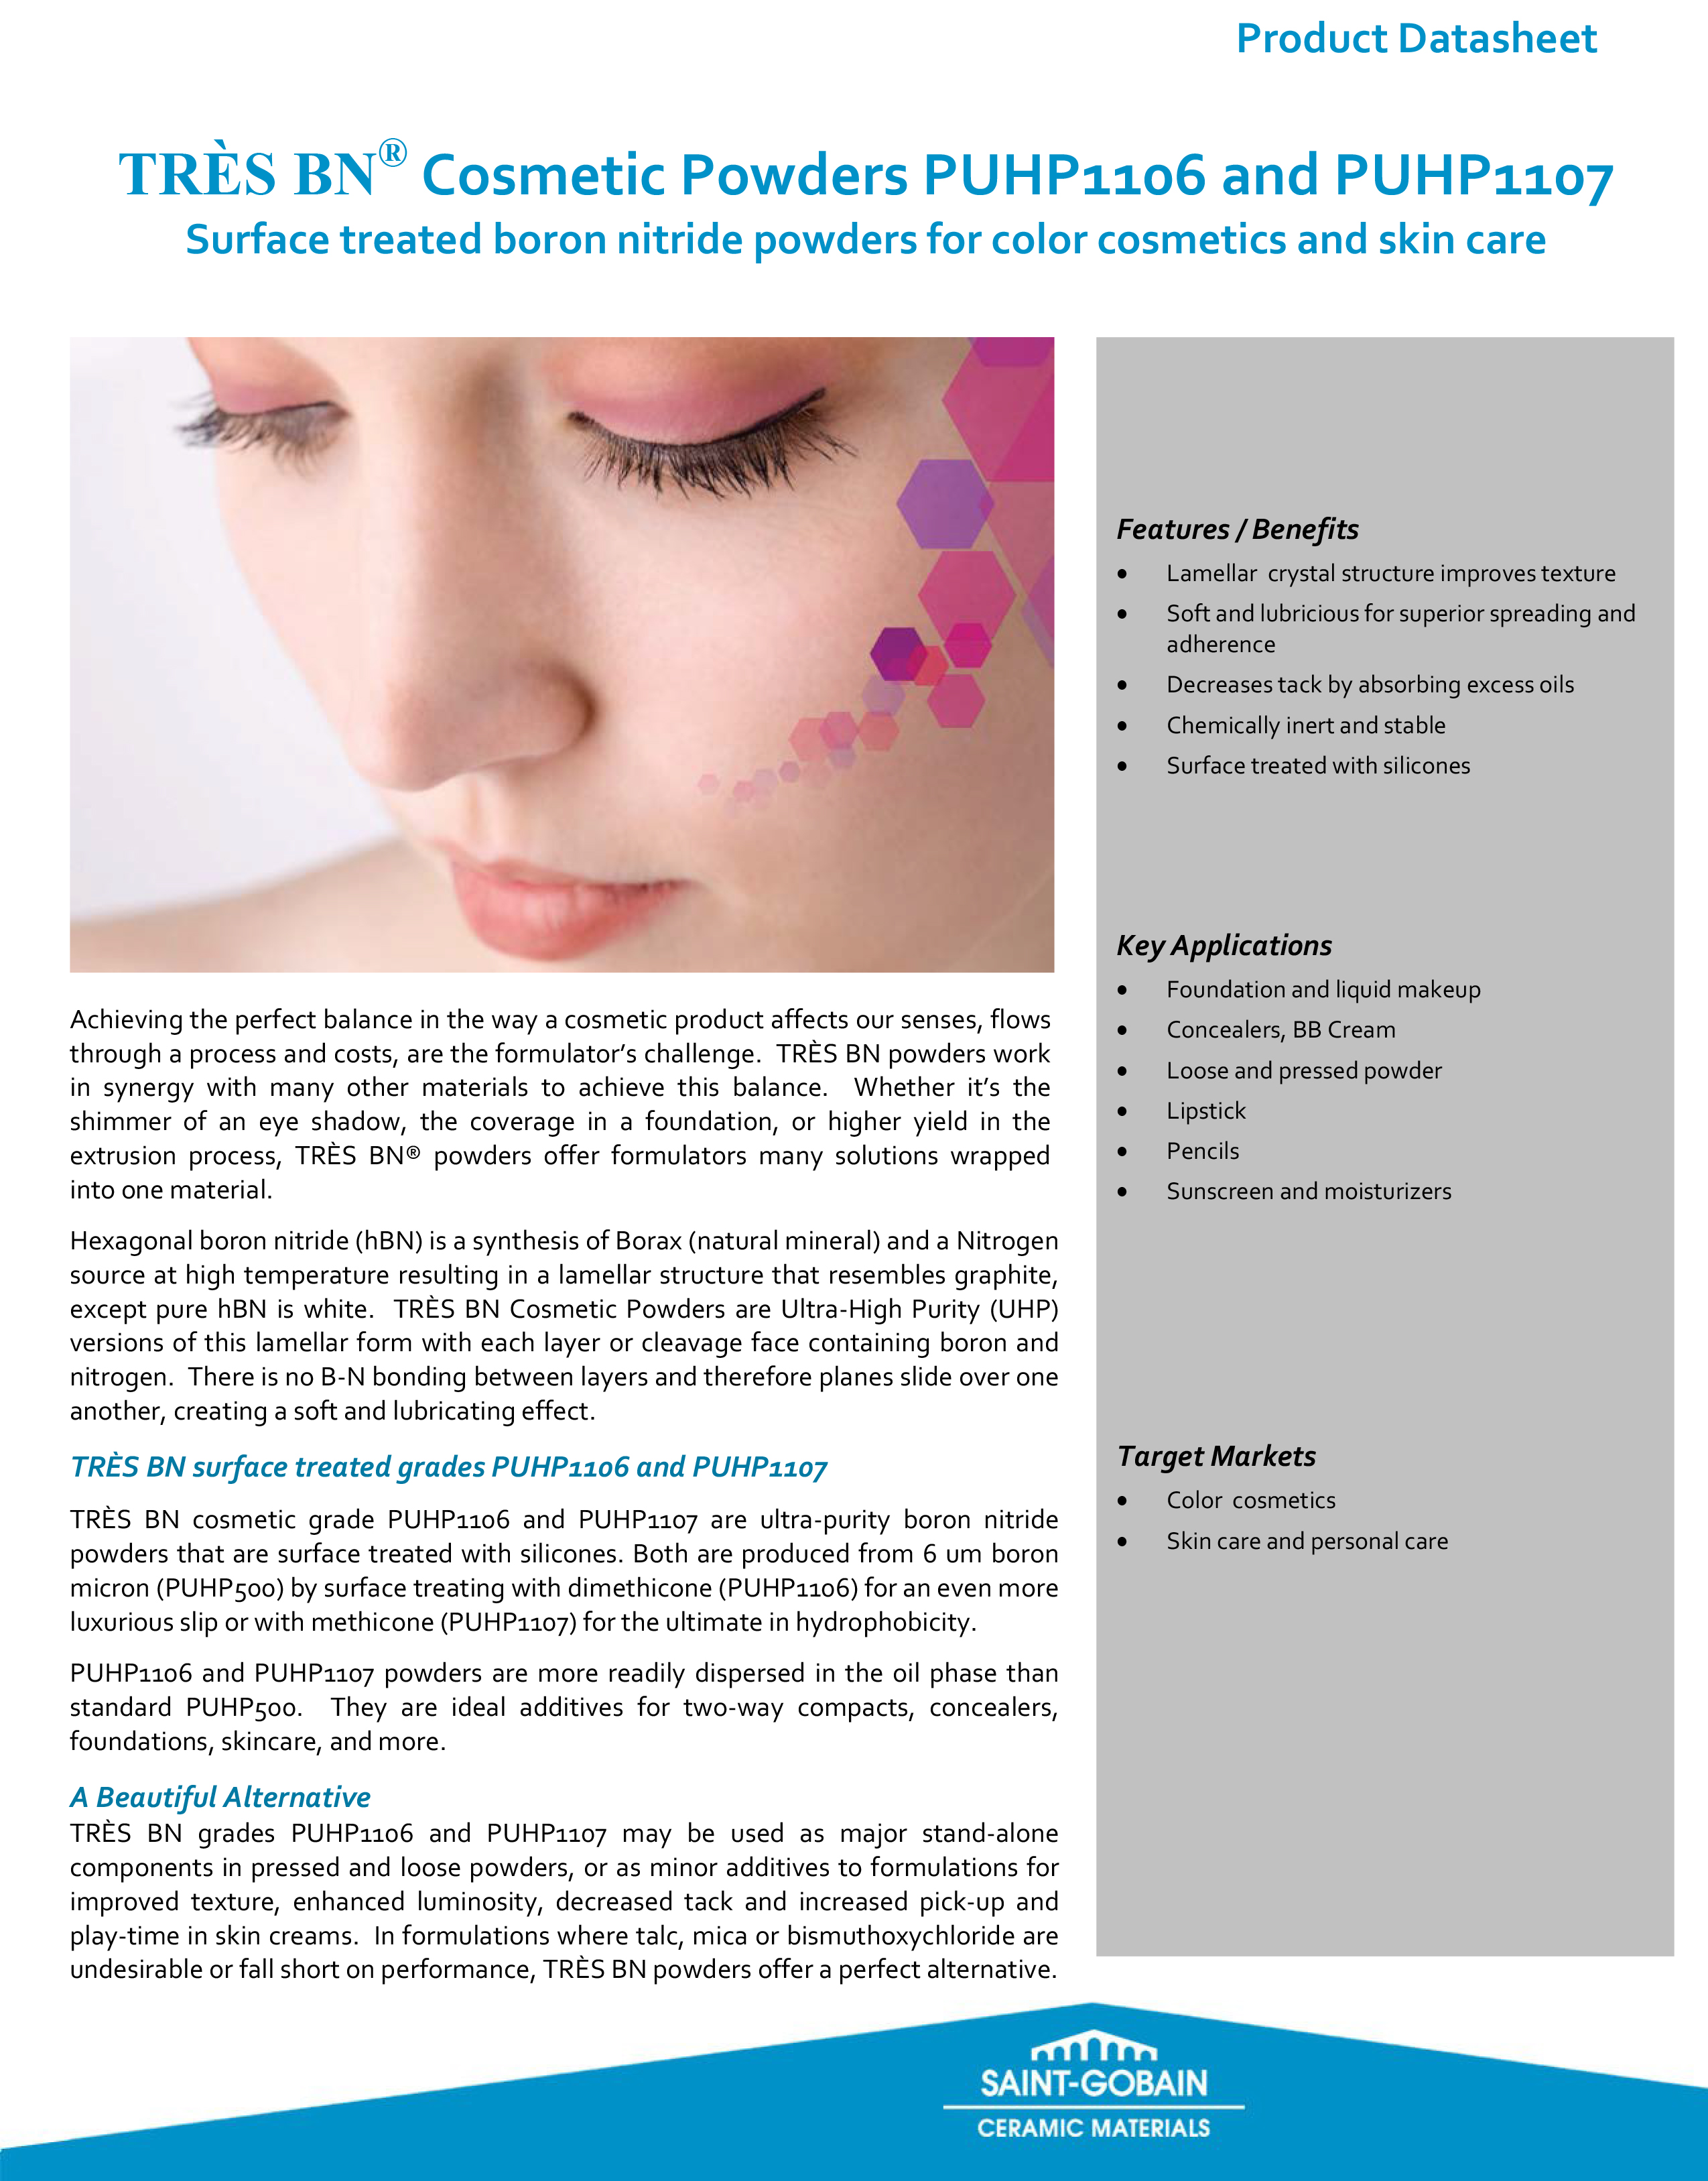 Product Datasheet
TRÈS BN® Cosmetic Powders PUHP1106 and PUHP1107
Surface treated boron nitride powders for color cosmetics and skin care
Achieving the perfect balance in the way a cosmetic product affects our senses, flows
through a process and costs, are the formulator's challenge. TRÈS BN powders work
in synergy with many other materials to achieve this balance. Whether it's the
shimmer of an eye shadow, the coverage in a foundation, or higher yield in the
extrusion process, TRÈS BN® powders offer formulators many solutions wrapped
into one material.
Hexagonal boron nitride (hBN) is a synthesis of Borax (natural mineral) and a Nitrogen
source at high temperature resulting in a lamellar structure that resembles graphite,
except pure hBN is white. TRÈS BN Cosmetic Powders are Ultra-High Purity (UHP)
versions of this lamellar form with each layer or cleavage face containing boron and
nitrogen. There is no B-N bonding between layers and therefore planes slide over one
another, creating a soft and lubricating effect.
TRÈS BN surface treated grades PUHP1106 and PUHP1107
TRÈS BN cosmetic grade PUHP1106 and PUHP1107 are ultra-purity boron nitride
powders that are surface treated with silicones. Both are produced from 6 um boron
micron (PUHP500) by surface treating with dimethicone (PUHP1106) for an even more
luxurious slip or with methicone (PUHP1107) for the ultimate in hydrophobicity.
PUHP1106 and PUHP1107 powders are more readily dispersed in the oil phase than
standard PUHP500. They are ideal additives for two-way compacts, concealers,
foundations, skincare, and more.
A Beautiful Alternative
TRÈS BN grades PUHP1106 and PUHP1107 may be used as major stand-alone
components in pressed and loose powders, or as minor additives to formulations for
improved texture, enhanced luminosity, decreased tack and increased pick-up and
play-time in skin creams. In formulations where talc, mica or bismuthoxychloride are
undesirable or fall short on performance, TRÈS BN powders offer a perfect alternative.
Features / Benefits
• Lamellar crystal structure improves texture
• Soft and lubricious for superior spreading and
adherence
• Decreases tack by absorbing excess oils
• Chemically inert and stable
• Surface treated with silicones
Key Applications
• Foundation and liquid makeup
• Concealers, BB Cream
• Loose and pressed powder
• Lipstick
• Pencils
• Sunscreen and moisturizers
Target Markets
• Color cosmetics
• Skin care and personal care
SAINT-GOBAIN
CERAMIC MATERIALS